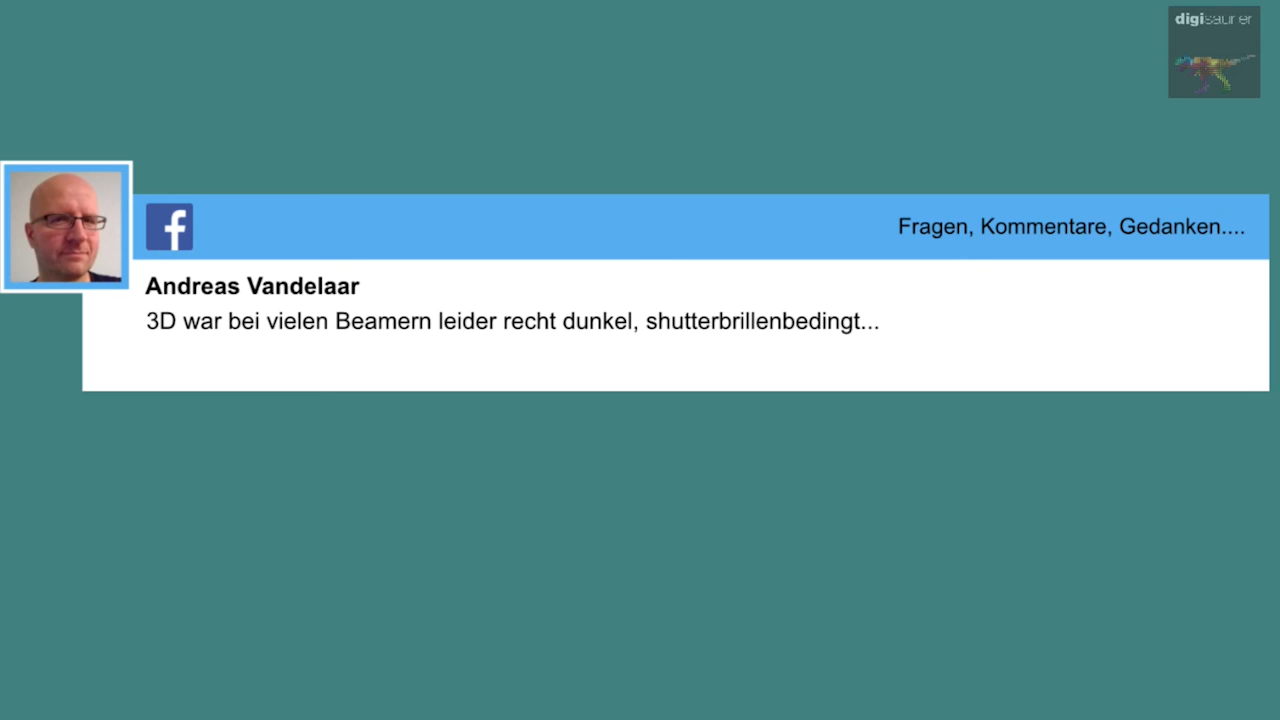 digisaurier
Fragen, Kommentare, Gedanken....
Andreas Vandelaar
3D war bei vielen Beamern leider recht dunkel, shutterbrillenbedingt...